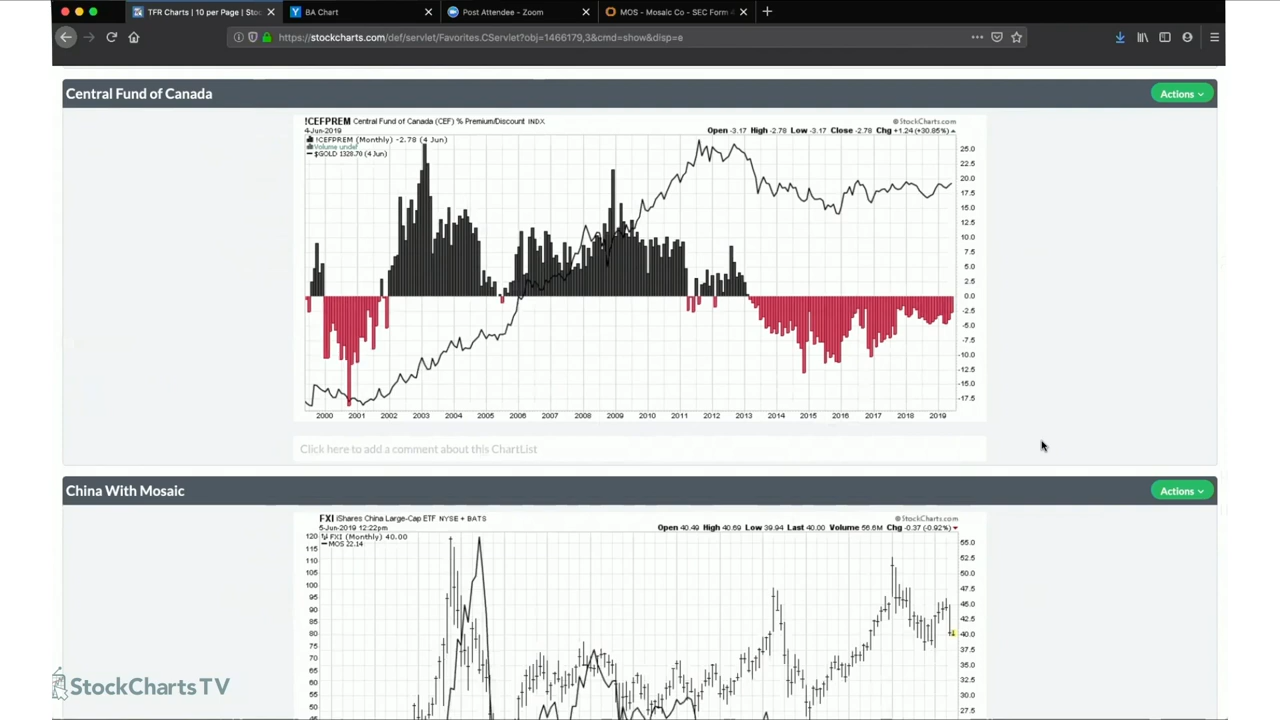 TFR Charts | 10 per Page | Stoc
BA Chart
Post Attendee - Zoom
MOS - Mosaic Co - SEC Form
https://stockcharts.com/def/servlet/Favorites.CServlet?obj=1466179,3&cmd=show&disp=e
Central Fund of Canada
Actions
!CEFPREM Central Fund of Canada (CEF) % Premium/Discount INDX
© StockCharts.com
4-Jun-2019
Open -3.17 High -2.78 Low -3.17 Close -2.78 Chg +1.24 (+30.85%)
!CEFPREM (Monthly) -2.78 (4 Jun)
Volume undef
$GOLD 1328.70 (4 Jun)
25.0
22.5
20.0
17.5
15.0
12.5
10.0
7.5
5.0
2.5
0.0
-2.5
-5.0
-7.5
-10.0
-12.5
-15.0
-17.5
2000 2001 2002 2003 2004 2005 2006 2007 2008 2009 2010 2011 2012 2013 2014 2015 2016 2017 2018 2019
Click here to add a comment about this ChartList
China With Mosaic
Actions
FXI iShares China Large-Cap ETF NYSE + BATS
© StockCharts.com
5-Jun-2019 12:22pm
Open 40.49 High 40.69 Low 39.94 Last 40.00 Volume 56.6M Chg -0.37 (-0.92%)
FXI (Monthly) 40.00
MOS 22.14
120
115
110
105
100
95
90
85
80
75
70
65
60
55
50
45
55.0
52.5
50.0
47.5
45.0
42.5
40.0
37.5
35.0
32.5
30.0
27.5
StockCharts TV